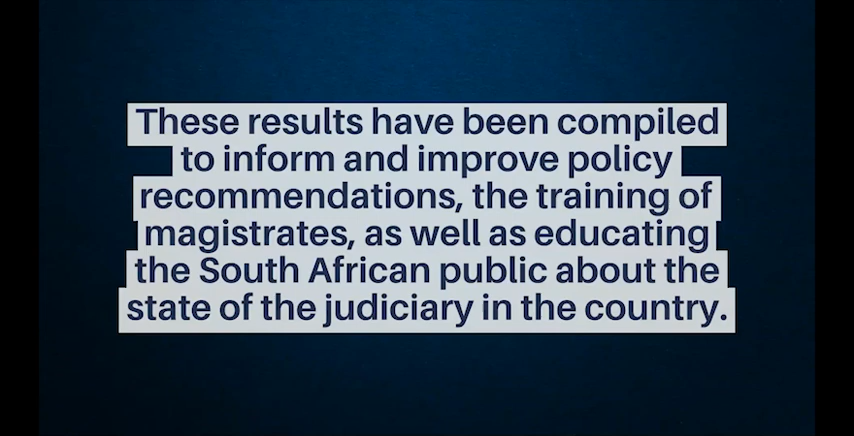 These results have been compiled
to inform and improve policy
recommendations, the training of
magistrates, as well as educating
the South African public about the
state of the judiciary in the country.